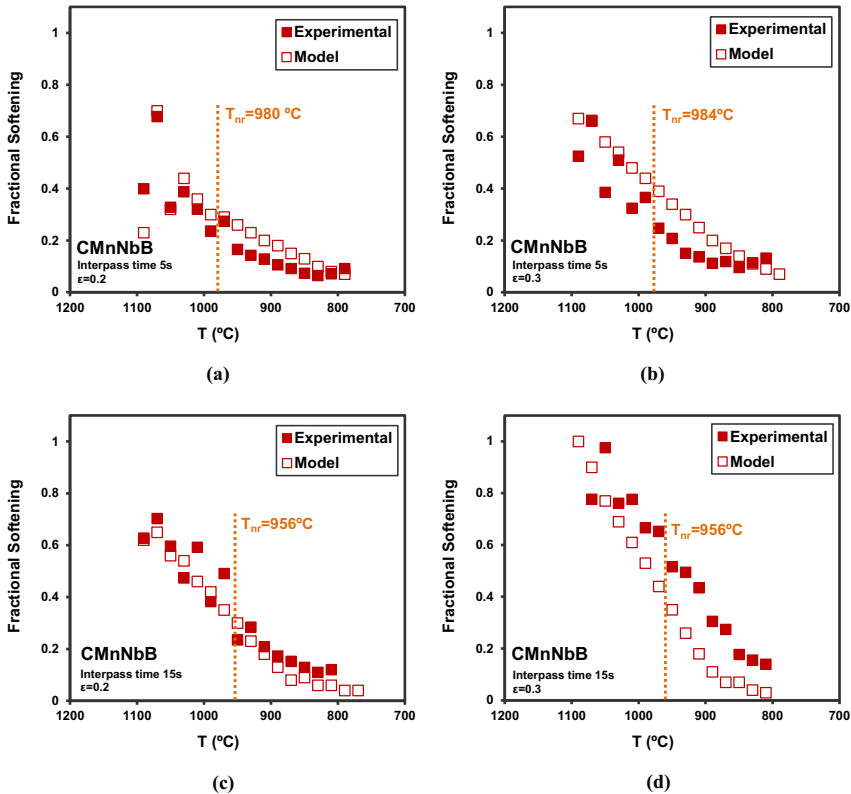 Experimental
Model
1
0.8
0.6
0.4
0.2
0
Fractional Softening
Tnr=980 ºC
CMnNbB
Interpass time 5s
ε=0.2
1200
1100
1000
900
800
700
T (ºC)
(a)
Experimental
Model
1
0.8
0.6
0.4
0.2
0
Fractional Softening
Tnr=984ºC
CMnNbB
Interpass time 5s
ε=0.3
1200
1100
1000
900
800
700
T (ºC)
(b)
Experimental
Model
1
0.8
0.6
0.4
0.2
0
Fractional Softening
Tnr=956ºC
CMnNbB
Interpass time 15s
ε=0.2
1200
1100
1000
900
800
700
T (ºC)
(c)
Experimental
Model
1
0.8
0.6
0.4
0.2
0
Fractional Softening
Tnr=956ºC
CMnNbB
Interpass time 15s
ε=0.3
1200
1100
1000
900
800
700
T (ºC)
(d)